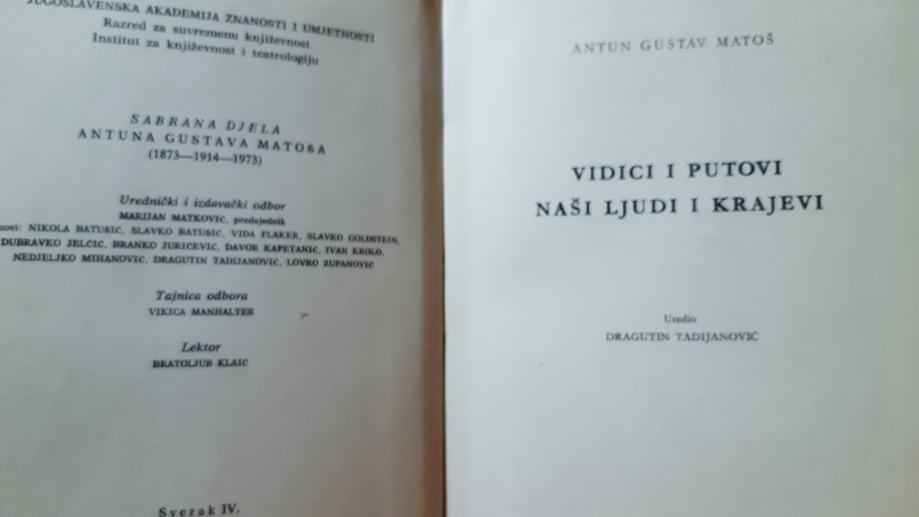 JUGOSLAVENSKA AKADEMIJA ZNANOSTI I UMJETNOSTI
Razred za suvremenu književnost
Institut za književnost i teatrologiju
SABRANA DJELA
ANTUNA GUSTAVA MATOŠA
(1873—1914—1973)
Urednički i izdavački odbor
MARIJAN MATKOVIĆ, predsjednik
novi: NIKOLA BATUŠIĆ, SLAVKO BATUŠIĆ, VIDA FLAKER, SLAVKO GOLDSTEIN,
DUBRAVKO JELČIĆ, BRANKO JURIČEVIĆ, DAVOR KAPETANIĆ, IVAN KROLO,
NEDJELJKO MIHANOVIĆ, DRAGUTIN TADIJANOVIĆ, LOVRO ŽUPANOVIĆ
Tajnica odbora
VIKICA MANHALTER
Lektor
BRATOLJUB KLAIĆ
Svezak IV.
ANTUN GUSTAV MATOŠ
VIDICI I PUTOVI
NAŠI LJUDI I KRAJEVI
Uredio
DRAGUTIN TADIJANOVIĆ